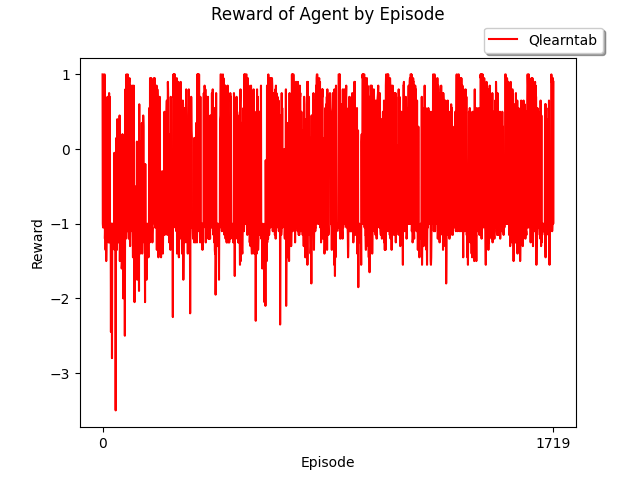 Reward of Agent by Episode
Qlearntab
1
0
−1
−2
−3
Reward
0
1719
Episode